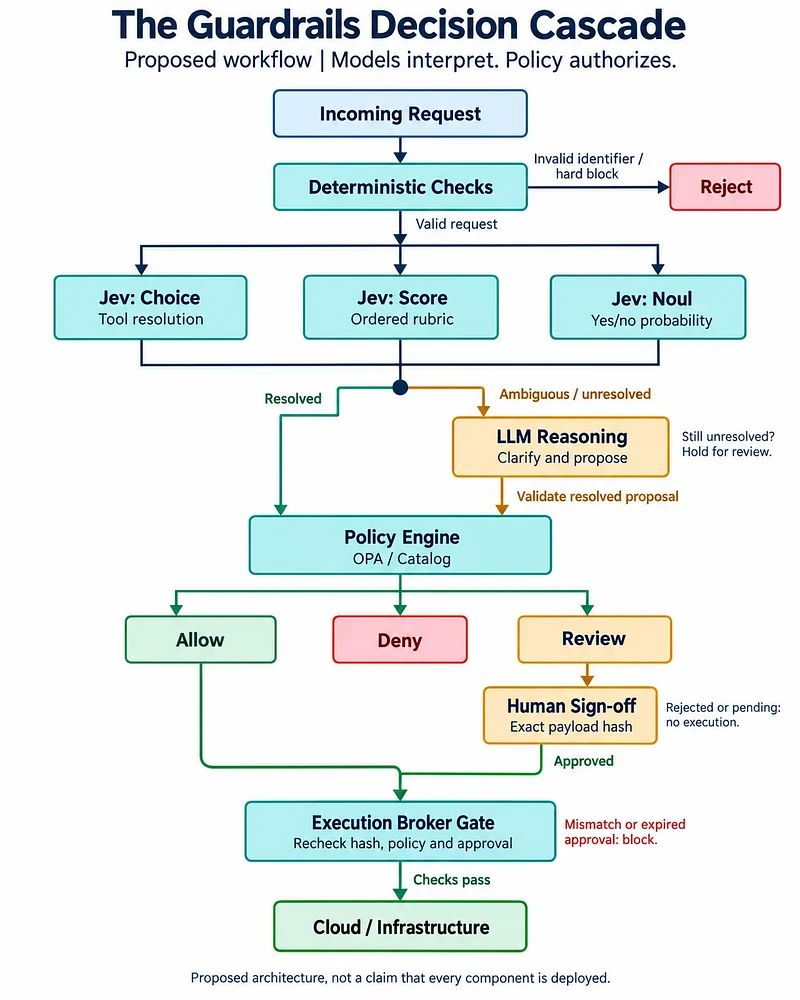 The Guardrails Decision Cascade
Proposed workflow | Models interpret. Policy authorizes.
Incoming Request
Deterministic Checks
Invalid identifier /
hard block
Reject
Valid request
Jev: Choice
Tool resolution
Jev: Score
Ordered rubric
Jev: Noul
Yes/no probability
Resolved
Ambiguous / unresolved
LLM Reasoning
Clarify and propose
Still unresolved?
Hold for review.
Validate resolved proposal
Policy Engine
OPA / Catalog
Allow
Deny
Review
Human Sign-off
Exact payload hash
Rejected or pending:
no execution.
Approved
Execution Broker Gate
Recheck hash, policy and approval
Mismatch or expired
approval: block.
Checks pass
Cloud / Infrastructure
Proposed architecture, not a claim that every component is deployed.